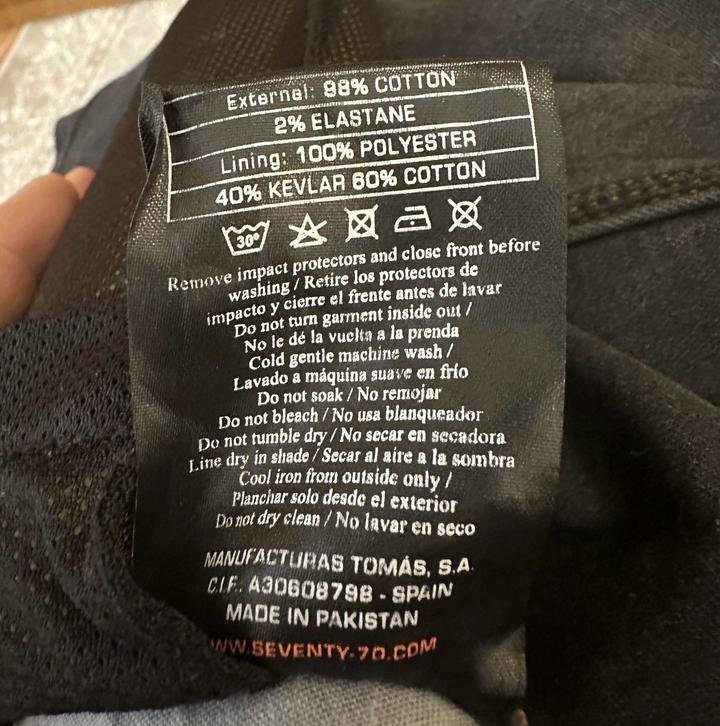 External: 98% COTTON
2% ELASTANE
Lining: 100% POLYESTER
40% KEVLAR 60% COTTON
30°
Remove impact protectors and close front before
washing / Retire los protectors de
impacto y cierre el frente antes de lavar
Do not turn garment inside out /
No le dé la vuelta a la prenda
Cold gentle machine wash /
Lavado a máquina suave en frío
Do not soak / No remojar
Do not bleach / No usa blanqueador
Do not tumble dry / No secar en secadora
Line dry in shade / Secar al aire a la sombra
Cool iron from outside only /
Planchar solo desde el exterior
Do not dry clean / No lavar en seco
MANUFACTURAS TOMÁS, S.A.
C.I.F. A30608798 - SPAIN
MADE IN PAKISTAN
WW.SEVENTY-70.COM